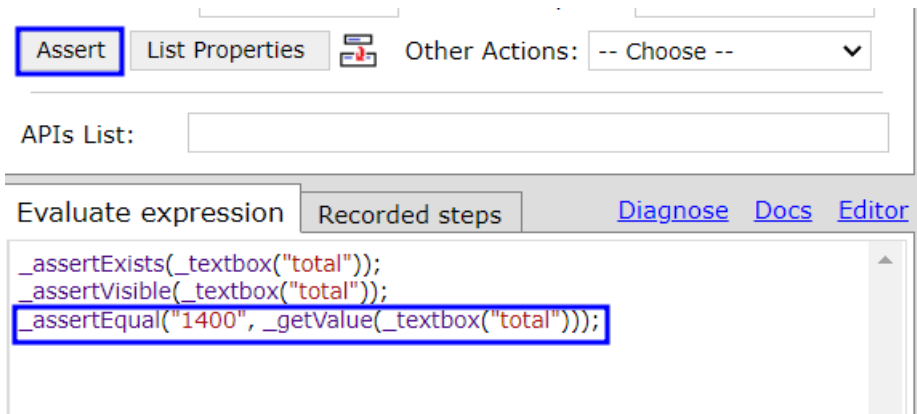 Assert List Properties Other Actions: -- Choose --
APIs List:
Evaluate expression Recorded steps Diagnose Docs Editor
_assertExists(_textbox("total"));
_assertVisible(_textbox("total"));
_assertEqual("1400", _getValue(_textbox("total")));